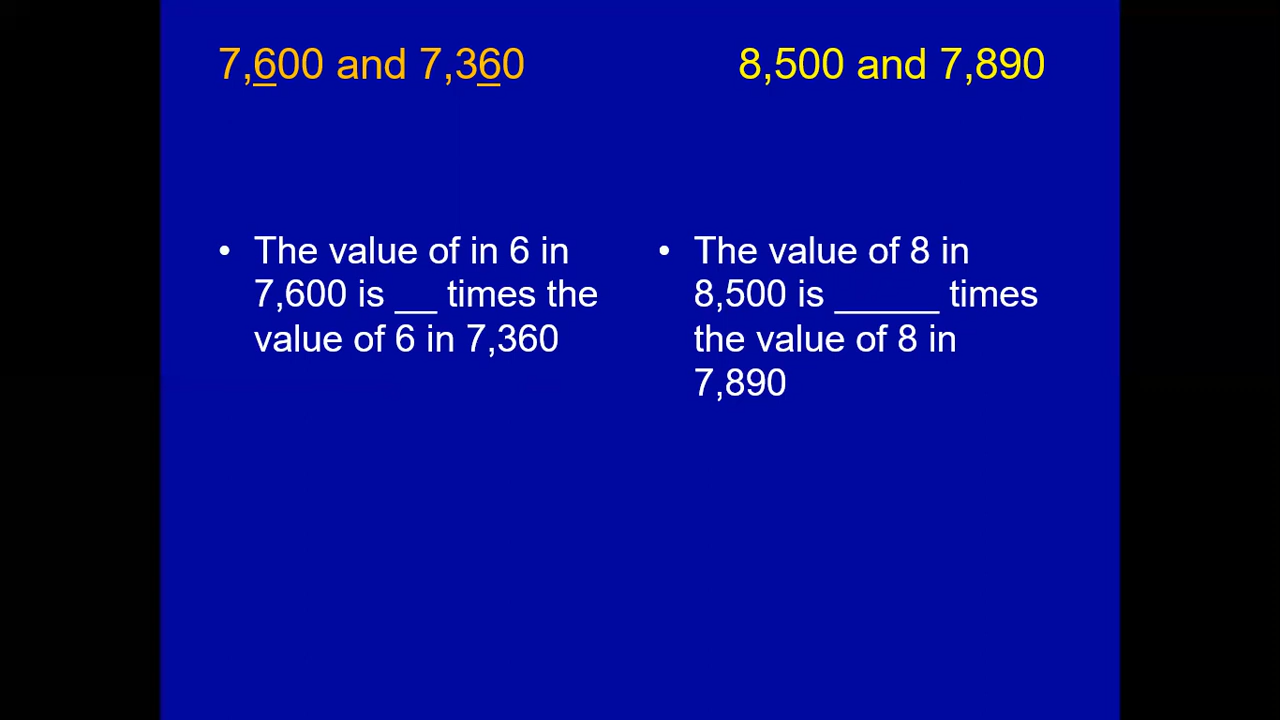 7,600 and 7,360
8,500 and 7,890
• The value of in 6 in
7,600 is __ times the
value of 6 in 7,360
• The value of 8 in
8,500 is _____ times
the value of 8 in
7,890